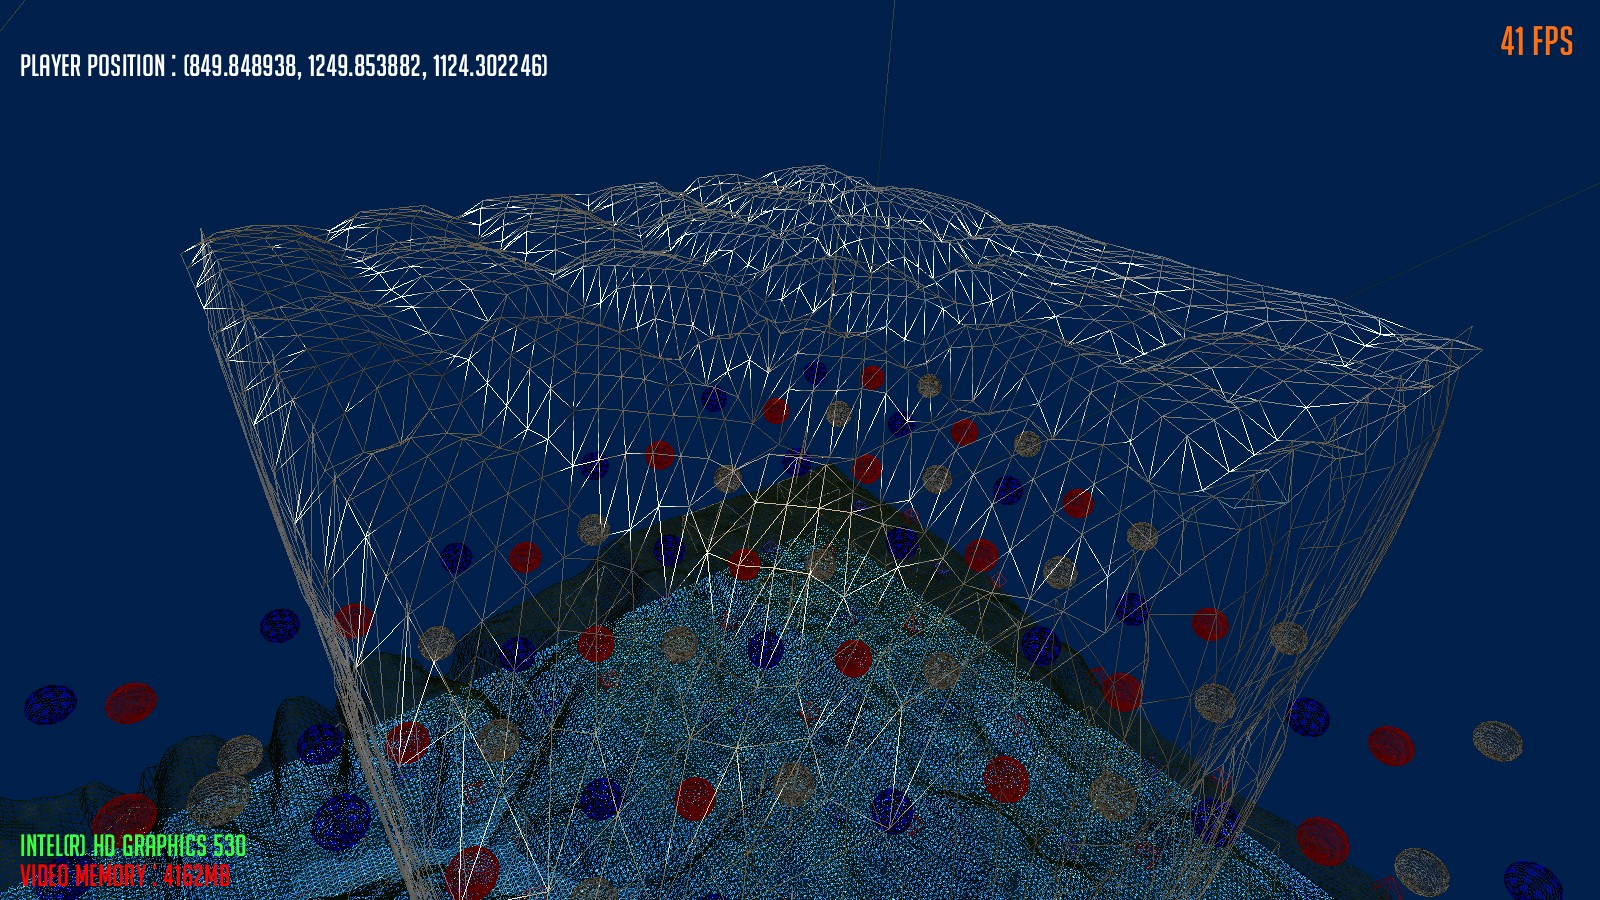 41 FPS
PLAYER POSITION : (849.848938, 1249.853882, 1124.302246)
INTEL(R) HD GRAPHICS 530
VIDEO MEMORY : 4162MB